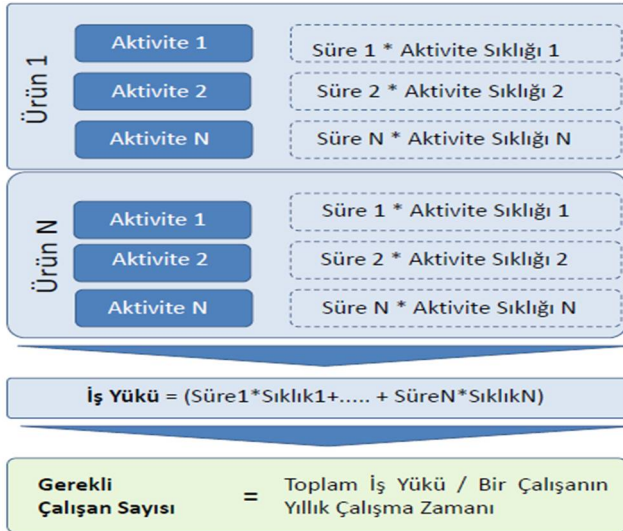 Ürün 1
Aktivite 1
Süre 1 * Aktivite Sıklığı 1
Aktivite 2
Süre 2 * Aktivite Sıklığı 2
Aktivite N
Süre N * Aktivite Sıklığı N
Ürün N
Aktivite 1
Süre 1 * Aktivite Sıklığı 1
Aktivite 2
Süre 2 * Aktivite Sıklığı 2
Aktivite N
Süre N * Aktivite Sıklığı N
İş Yükü = (Süre1*Sıklık1+..... + SüreN*SıklıkN)
Gerekli
Çalışan Sayısı
=
Toplam İş Yükü / Bir Çalışanın
Yıllık Çalışma Zamanı